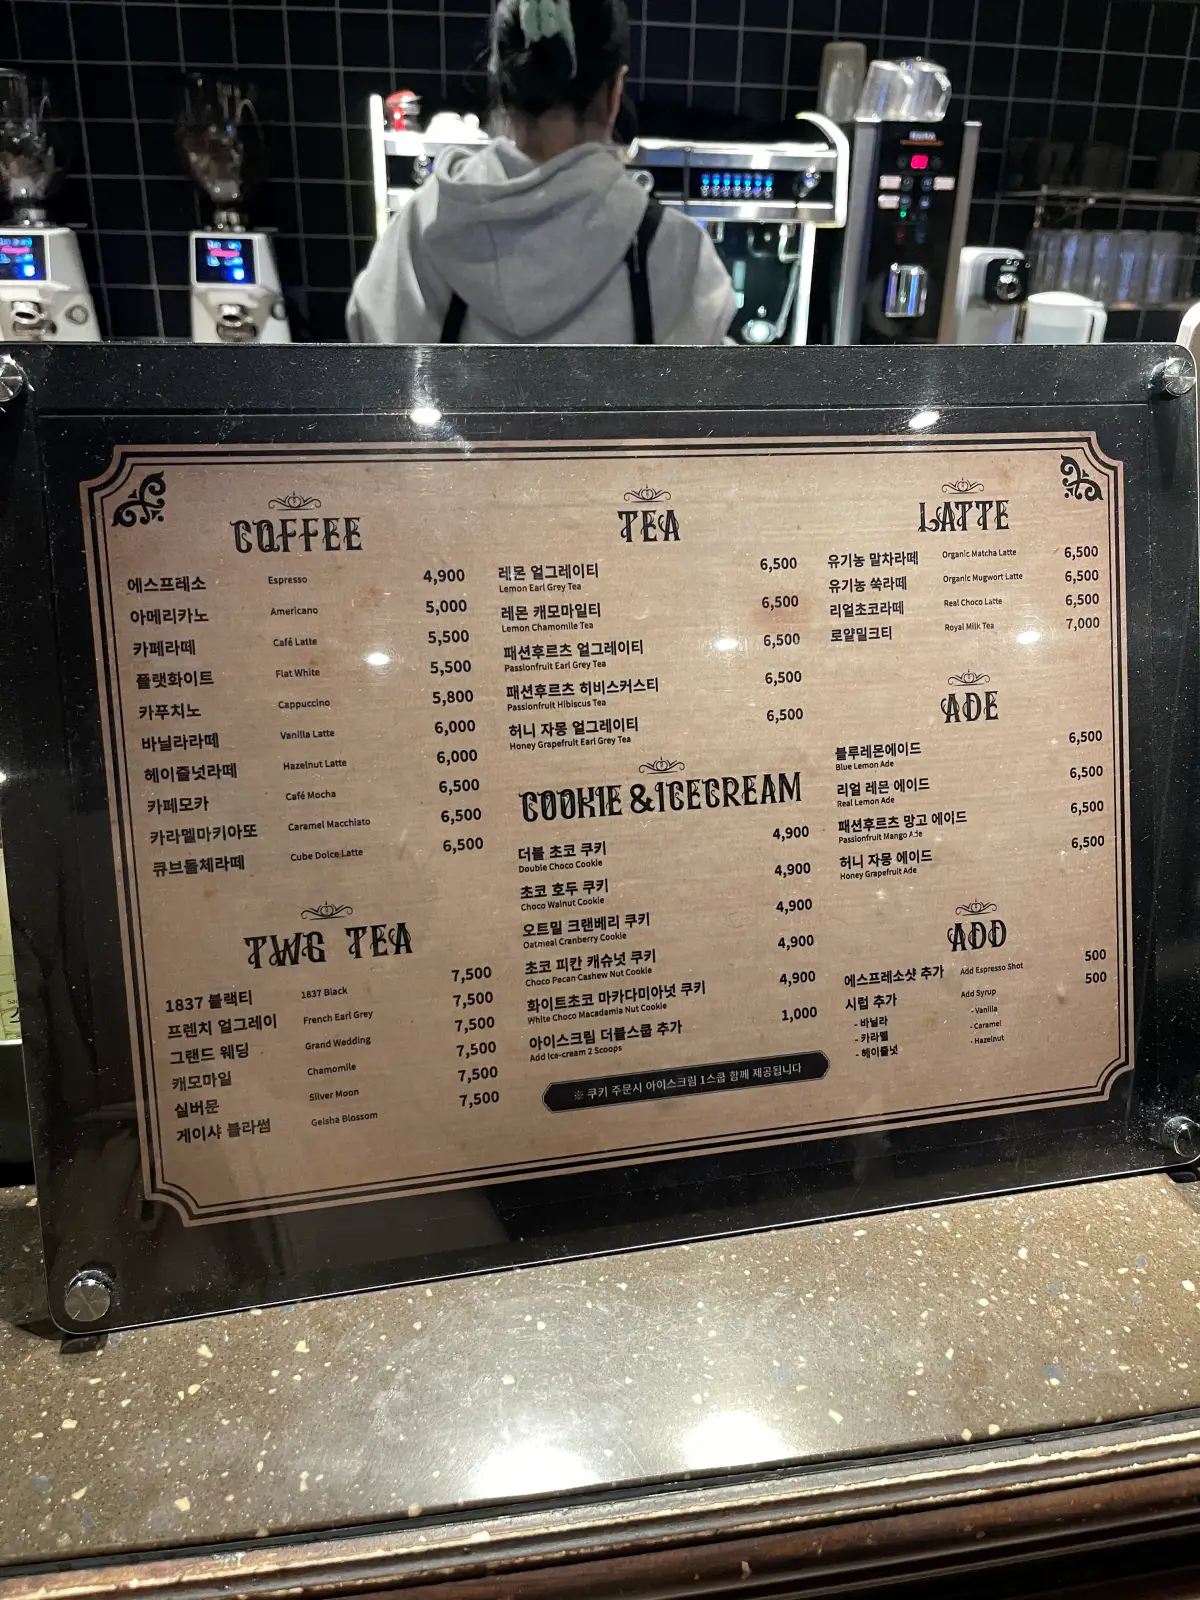 COFFEE
에스프레소 Espresso 4,900
아메리카노 Americano 5,000
카페라떼 Café Latte 5,500
플랫화이트 Flat White 5,500
카푸치노 Cappuccino 5,800
바닐라라떼 Vanilla Latte 6,000
헤이즐넛라떼 Hazelnut Latte 6,000
카페모카 Café Mocha 6,500
카라멜마키아또 Caramel Macchiato 6,500
큐브돌체라떼 Cube Dolce Latte 6,500
TWG TEA
1837 블랙티 1837 Black 7,500
프렌치 얼그레이 French Earl Grey 7,500
그랜드 웨딩 Grand Wedding 7,500
캐모마일 Chamomile 7,500
실버문 Silver Moon 7,500
게이샤 블라썸 Geisha Blossom 7,500
TEA
레몬 얼그레이티 6,500
Lemon Earl Grey Tea
레몬 캐모마일티 6,500
Lemon Chamomile Tea
패션후르츠 얼그레이티 6,500
Passionfruit Earl Grey Tea
패션후르츠 히비스커스티 6,500
Passionfruit Hibiscus Tea
허니 자몽 얼그레이티 6,500
Honey Grapefruit Earl Grey Tea
COOKIE & ICECREAM
더블 초코 쿠키 4,900
Double Choco Cookie
초코 호두 쿠키 4,900
Choco Walnut Cookie
오트밀 크랜베리 쿠키 4,900
Oatmeal Cranberry Cookie
초코 피칸 캐슈넛 쿠키 4,900
Choco Pecan Cashew Nut Cookie
화이트초코 마카다미아넛 쿠키 4,900
White Choco Macadamia Nut Cookie
아이스크림 더블스쿱 추가 1,000
Add Ice-cream 2 Scoops
※ 쿠키 주문시 아이스크림 1스쿱 함께 제공됩니다
LATTE
유기농 말차라떼 Organic Matcha Latte 6,500
유기농 쑥라떼 Organic Mugwort Latte 6,500
리얼초코라떼 Real Choco Latte 6,500
로얄밀크티 Royal Milk Tea 7,000
ADE
블루레몬에이드 6,500
Blue Lemon Ade
리얼 레몬 에이드 6,500
Real Lemon Ade
패션후르츠 망고 에이드 6,500
Passionfruit Mango Ade
허니 자몽 에이드 6,500
Honey Grapefruit Ade
ADD
에스프레소샷 추가 Add Espresso Shot 500
시럽 추가 Add Syrup 500
- 바닐라 - Vanilla
- 카라멜 - Caramel
- 헤이즐넛 - Hazelnut